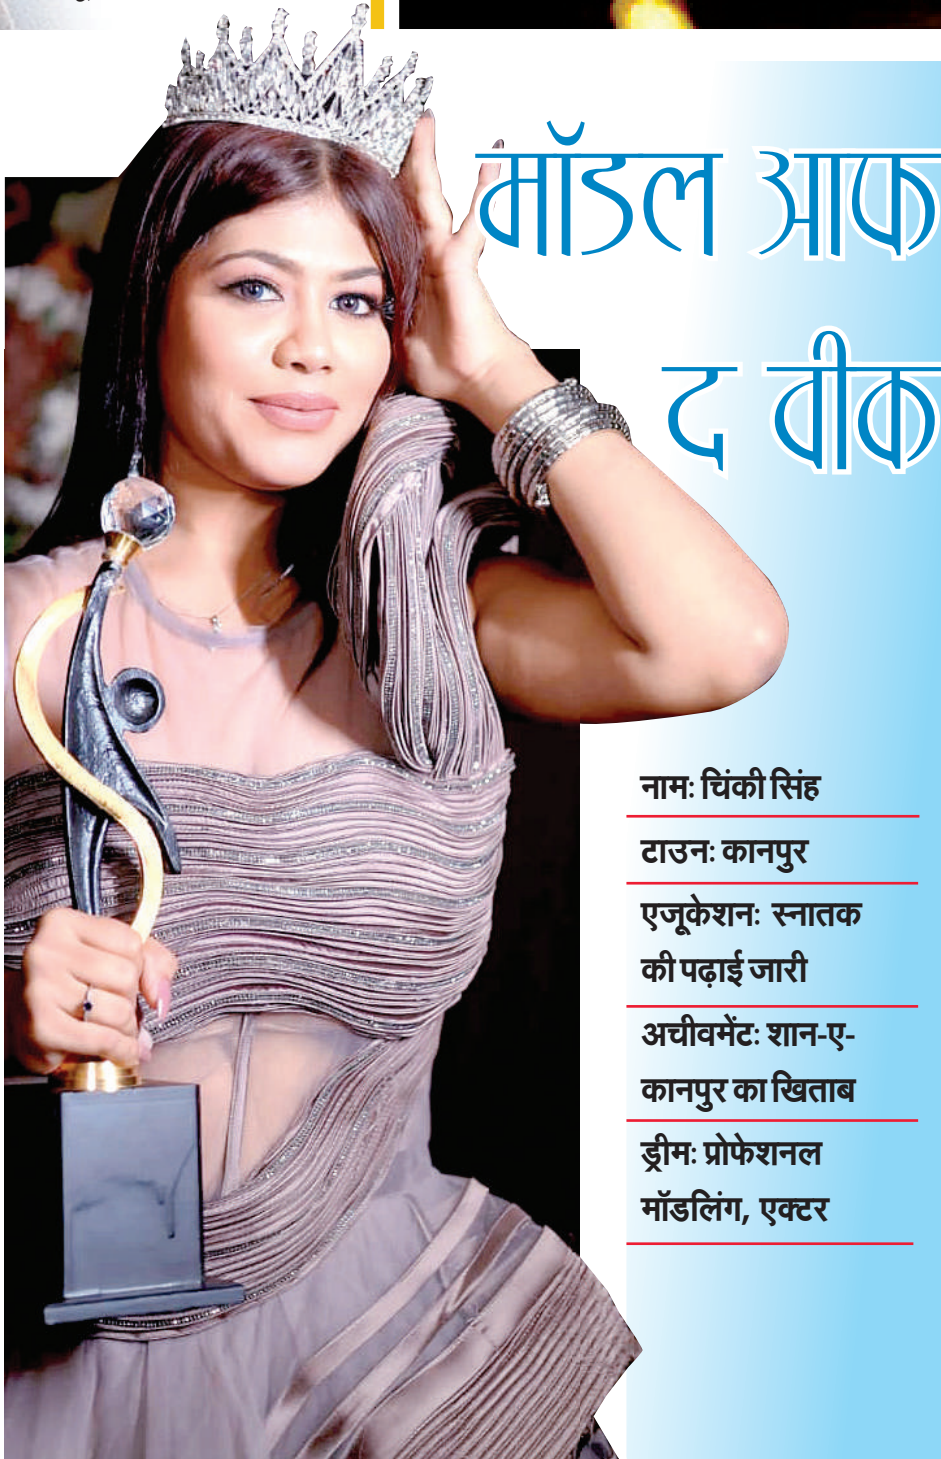 मॉडल आफ
द वीक
नामः चिंकी सिंह
टाउनः कानपुर
एजूकेशनः स्नातक
की पढ़ाई जारी
अचीवमेंटः शान-ए-
कानपुर का खिताब
ड्रीमः प्रोफेशनल
मॉडलिंग, एक्टर